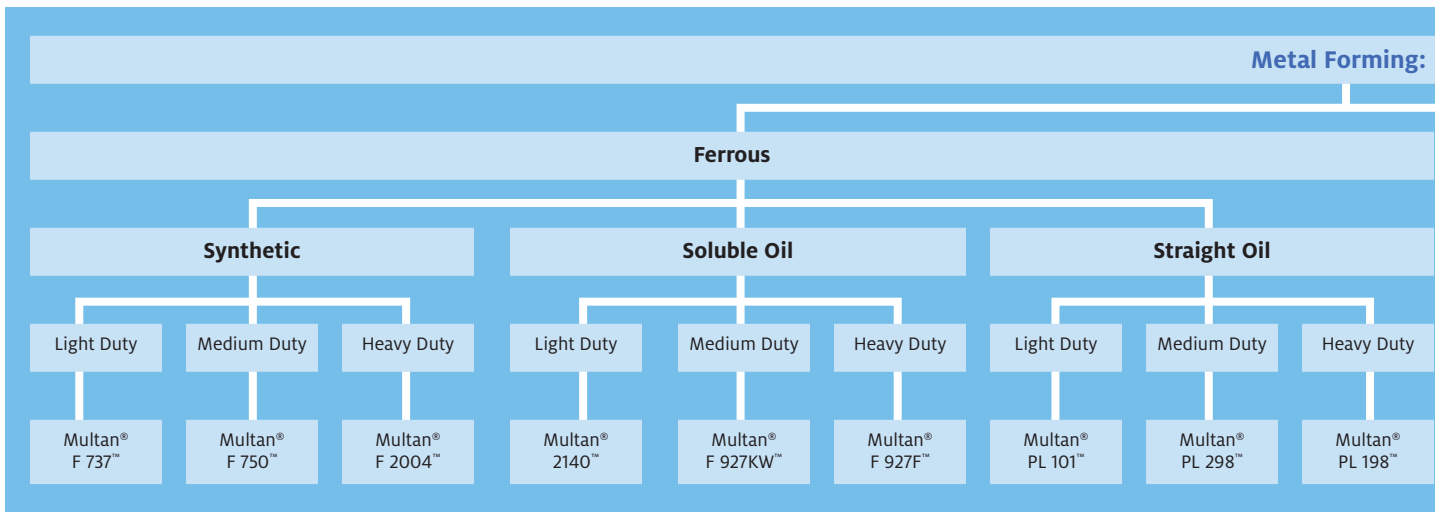 Metal Forming:
Ferrous
Synthetic
Soluble Oil
Straight Oil
Light Duty
Medium Duty
Heavy Duty
Light Duty
Medium Duty
Heavy Duty
Light Duty
Medium Duty
Heavy Duty
Multan®
F 737™
Multan®
F 750™
Multan®
F 2004™
Multan®
2140™
Multan®
F 927KW™
Multan®
F 927F™
Multan®
PL 101™
Multan®
PL 298™
Multan®
PL 198™